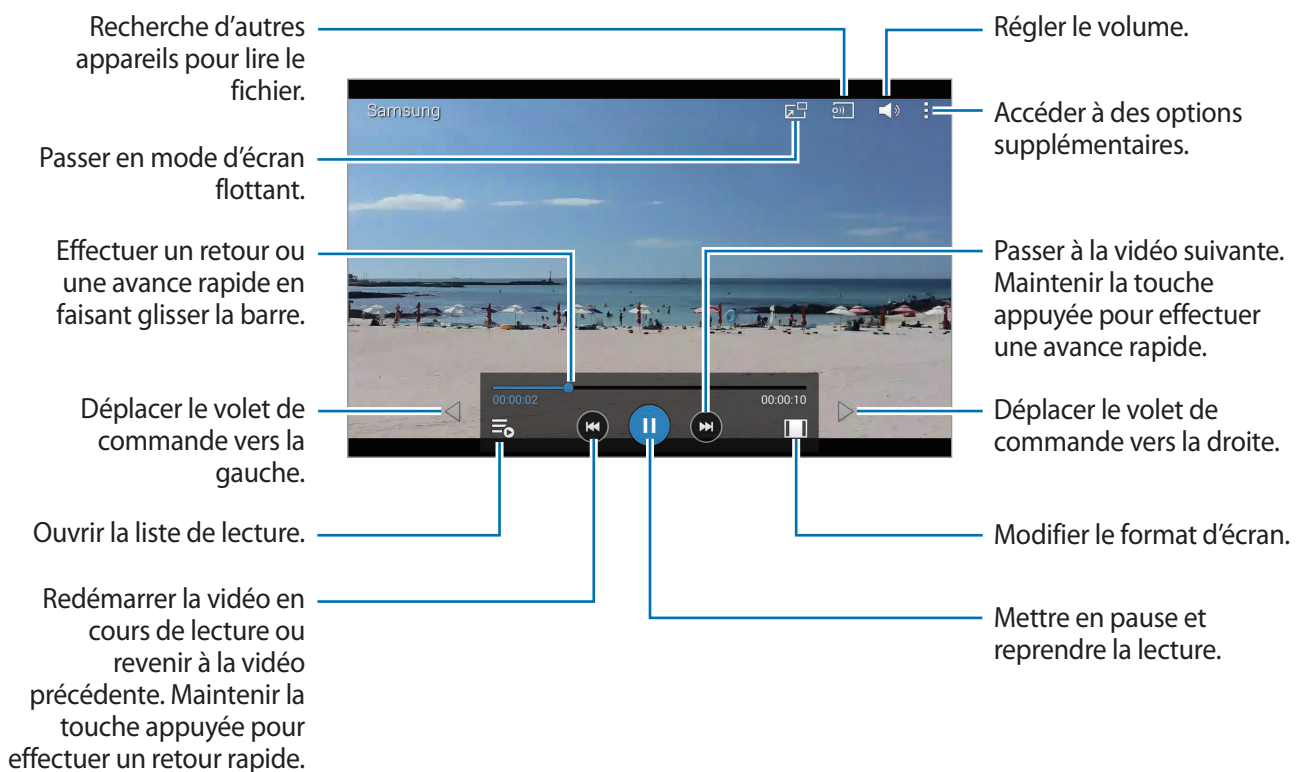 Recherche d'autres
appareils pour lire le
fichier.
Passer en mode d'écran
flottant.
Effectuer un retour ou
une avance rapide en
faisant glisser la barre.
Déplacer le volet de
commande vers la
gauche.
Ouvrir la liste de lecture.
Redémarrer la vidéo en
cours de lecture ou
revenir à la vidéo
précédente. Maintenir la
touche appuyée pour
effectuer un retour rapide.
Samsung
00:00:02
00:00:10
Régler le volume.
Accéder à des options
supplémentaires.
Passer à la vidéo suivante.
Maintenir la touche
appuyée pour effectuer
une avance rapide.
Déplacer le volet de
commande vers la droite.
Modifier le format d'écran.
Mettre en pause et
reprendre la lecture.